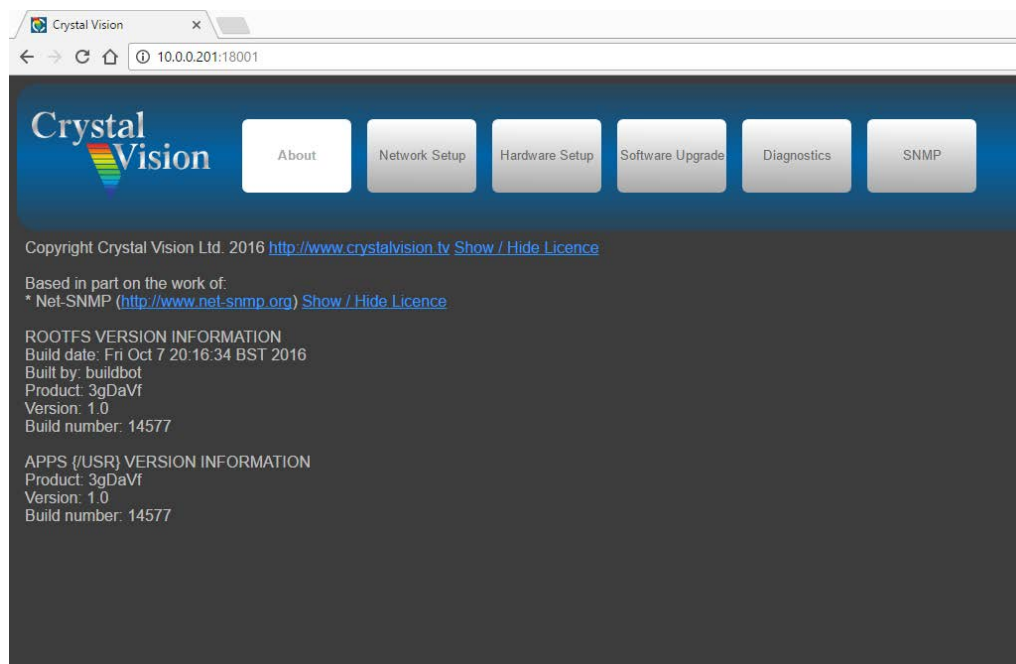 Crystal Vision
10.0.0.201:18001
Crystal
Vision
About
Network Setup
Hardware Setup
Software Upgrade
Diagnostics
SNMP
Copyright Crystal Vision Ltd. 2016 http://www.crystalvision.tv Show / Hide Licence
Based in part on the work of:
* Net-SNMP (http://www.net-snmp.org) Show / Hide Licence
ROOTFS VERSION INFORMATION
Build date: Fri Oct 7 20:16:34 BST 2016
Built by: buildbot
Product: 3gDaVf
Version: 1.0
Build number: 14577
APPS {/USR} VERSION INFORMATION
Product: 3gDaVf
Version: 1.0
Build number: 14577